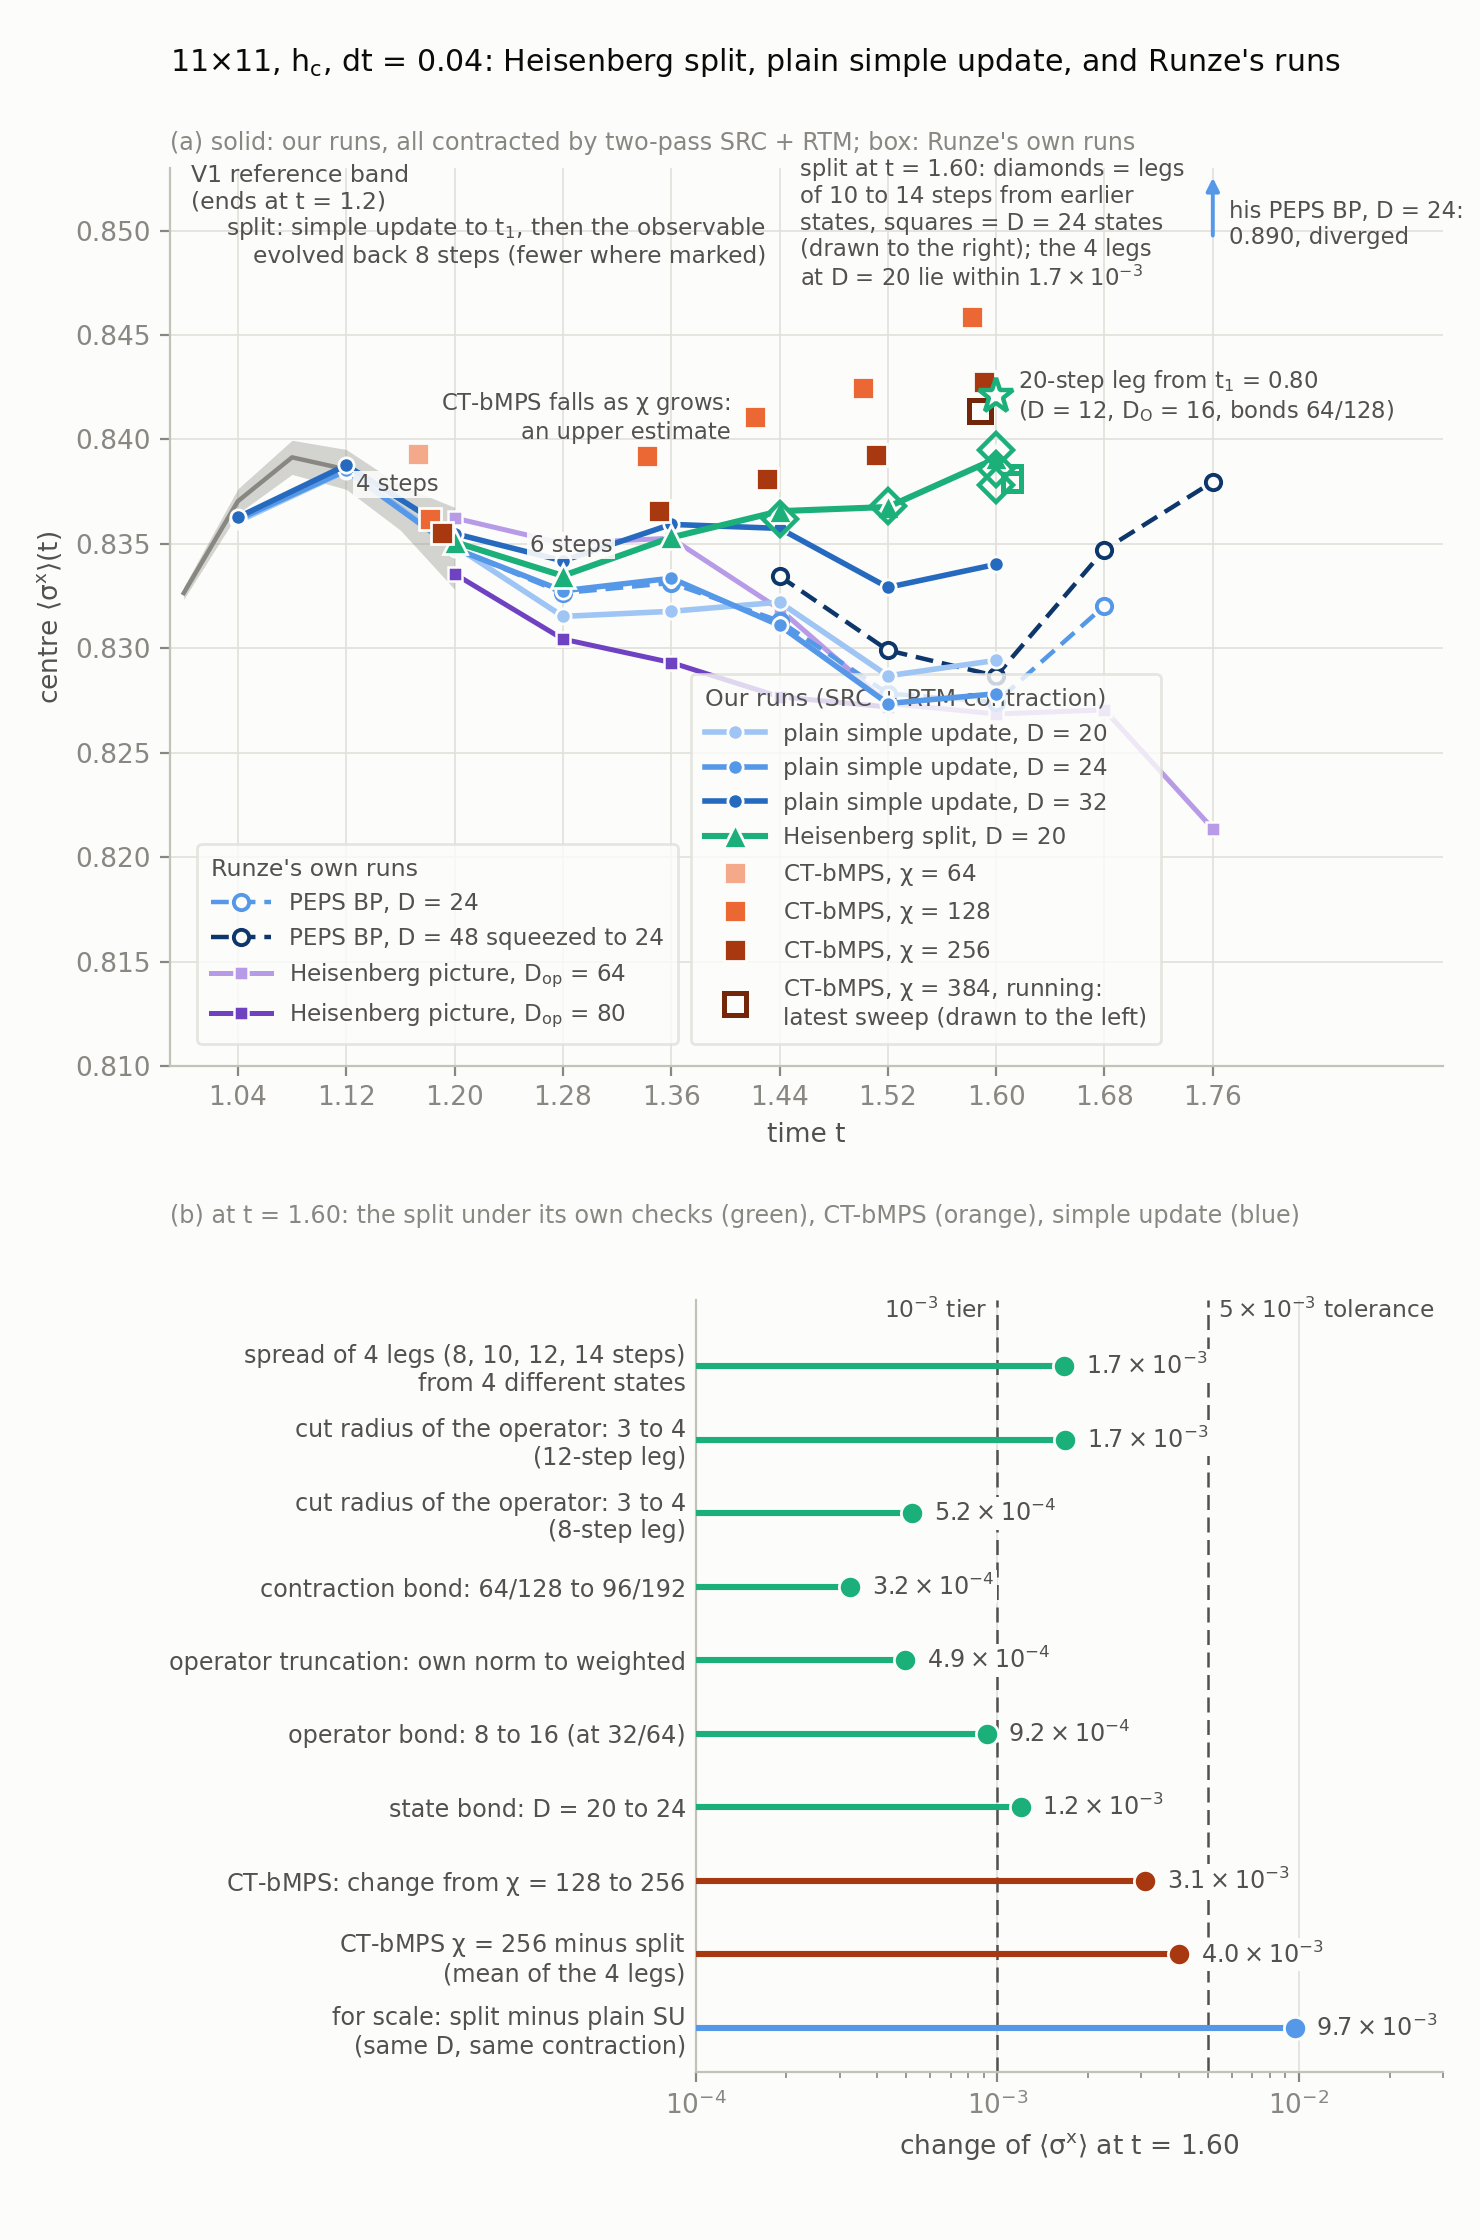 11×11, h_c, dt = 0.04: Heisenberg split, plain simple update, and Runze's runs
(a) solid: our runs, all contracted by two-pass SRC + RTM; box: Runze's own runs
V1 reference band
(ends at t = 1.2)
split: simple update to t₁, then the observable
evolved back 8 steps (fewer where marked)
split at t = 1.60: diamonds = legs
of 10 to 14 steps from earlier
states, squares = D = 24 states
(drawn to the right); the 4 legs
at D = 20 lie within 1.7 × 10⁻³
his PEPS BP, D = 24:
0.890, diverged
CT-bMPS falls as χ grows:
an upper estimate
20-step leg from t₁ = 0.80
(D = 12, D_O = 16, bonds 64/128)
4 steps
6 steps
centre ⟨σˣ⟩(t)
0.850
0.845
0.840
0.835
0.830
0.825
0.820
0.815
0.810
Our runs (SRC + RTM contraction)
plain simple update, D = 20
plain simple update, D = 24
plain simple update, D = 32
Heisenberg split, D = 20
CT-bMPS, χ = 64
CT-bMPS, χ = 128
CT-bMPS, χ = 256
CT-bMPS, χ = 384, running:
latest sweep (drawn to the left)
Runze's own runs
PEPS BP, D = 24
PEPS BP, D = 48 squeezed to 24
Heisenberg picture, D_op = 64
Heisenberg picture, D_op = 80
1.04 1.12 1.20 1.28 1.36 1.44 1.52 1.60 1.68 1.76
time t
(b) at t = 1.60: the split under its own checks (green), CT-bMPS (orange), simple update (blue)
10⁻³ tier
5 × 10⁻³ tolerance
spread of 4 legs (8, 10, 12, 14 steps)
from 4 different states
1.7 × 10⁻³
cut radius of the operator: 3 to 4
(12-step leg)
1.7 × 10⁻³
cut radius of the operator: 3 to 4
(8-step leg)
5.2 × 10⁻⁴
contraction bond: 64/128 to 96/192
3.2 × 10⁻⁴
operator truncation: own norm to weighted
4.9 × 10⁻⁴
operator bond: 8 to 16 (at 32/64)
9.2 × 10⁻⁴
state bond: D = 20 to 24
1.2 × 10⁻³
CT-bMPS: change from χ = 128 to 256
3.1 × 10⁻³
CT-bMPS χ = 256 minus split
(mean of the 4 legs)
4.0 × 10⁻³
for scale: split minus plain SU
(same D, same contraction)
9.7 × 10⁻³
10⁻⁴ 10⁻³ 10⁻²
change of ⟨σˣ⟩ at t = 1.60